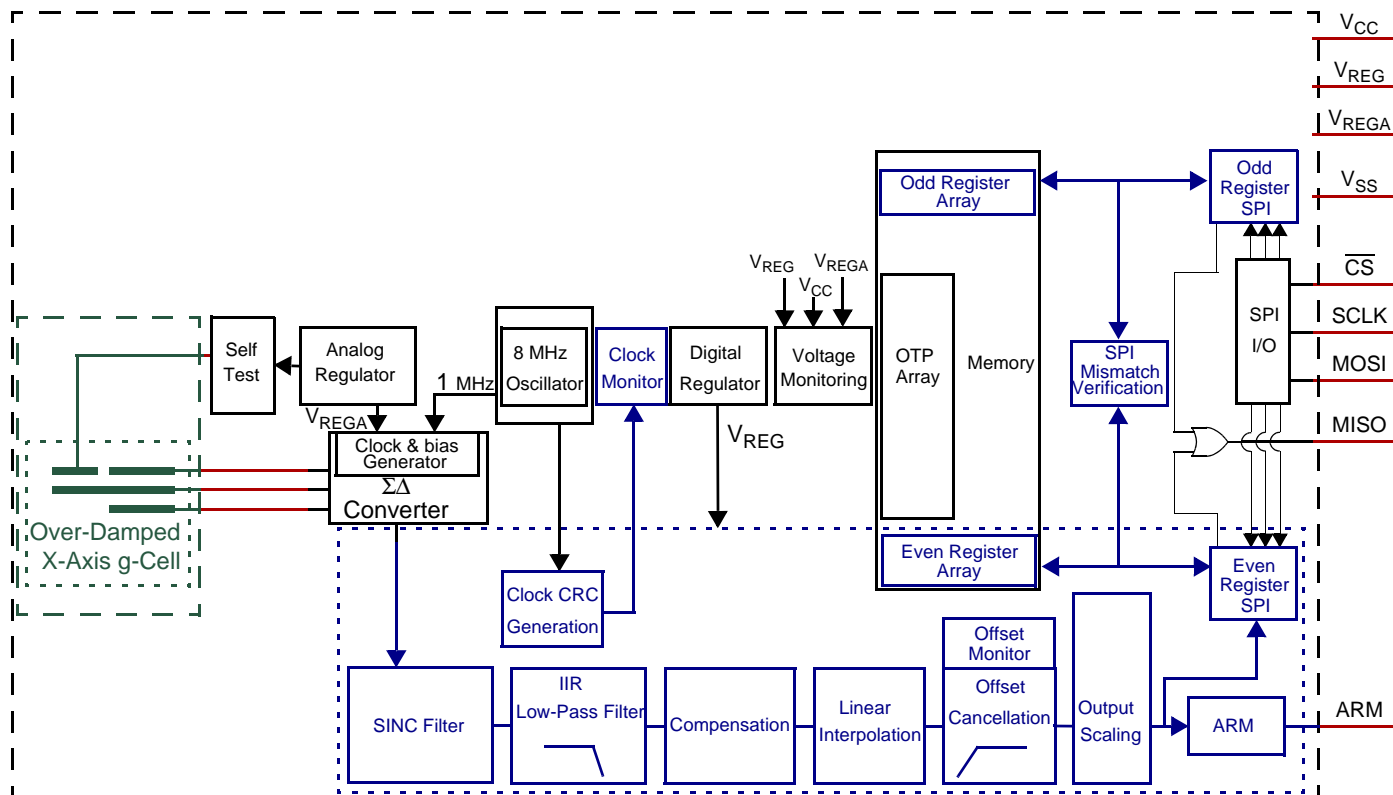 VCC
VREG
VREGA
VSS
CS
SCLK
MOSI
MISO
ARM
Odd Register
Array
Odd
Register
SPI
VREG
VREGA
VCC
SPI
I/O
Self
Test
Analog
Regulator
8 MHz
Oscillator
Clock
Monitor
Digital
Regulator
Voltage
Monitoring
OTP
Array
Memory
SPI
Mismatch
Verification
1 MHz
VREGA
VREG
Clock & bias
Generator
ΣΔ
Converter
Over-Damped
X-Axis g-Cell
Even Register
Array
Even
Register
SPI
Clock CRC
Generation
Offset
Monitor
SINC Filter
IIR
Low-Pass Filter
Compensation
Linear
Interpolation
Offset
Cancellation
Output
Scaling
ARM